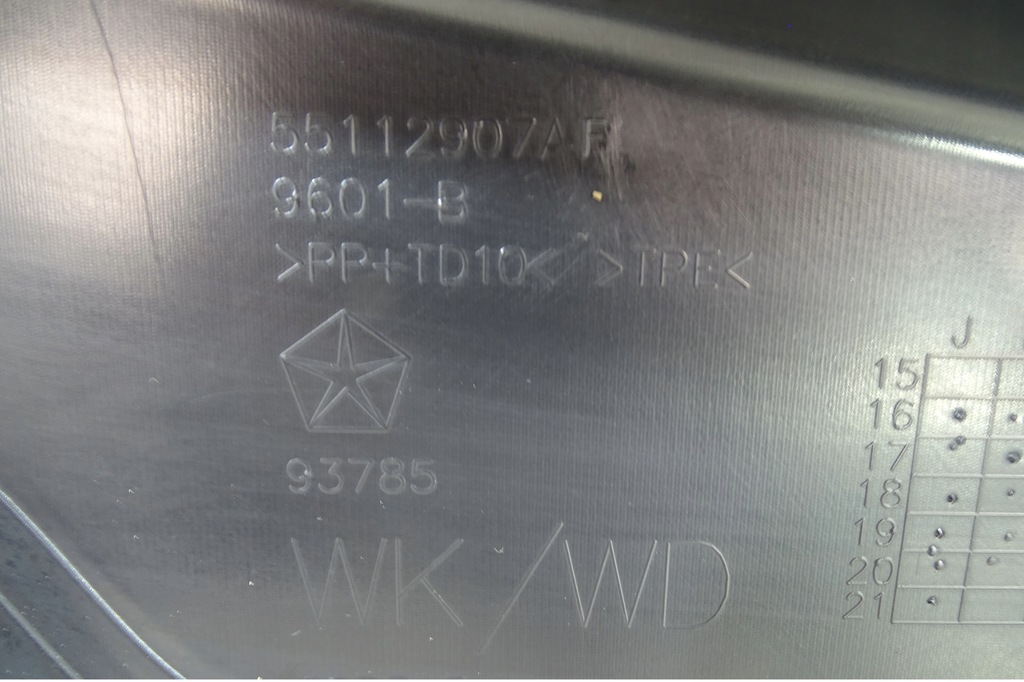 55112907AF
9601-B
>PP+TD10</>TPE<
93785
WK/WD
J
15
16
17
18
19
20
21